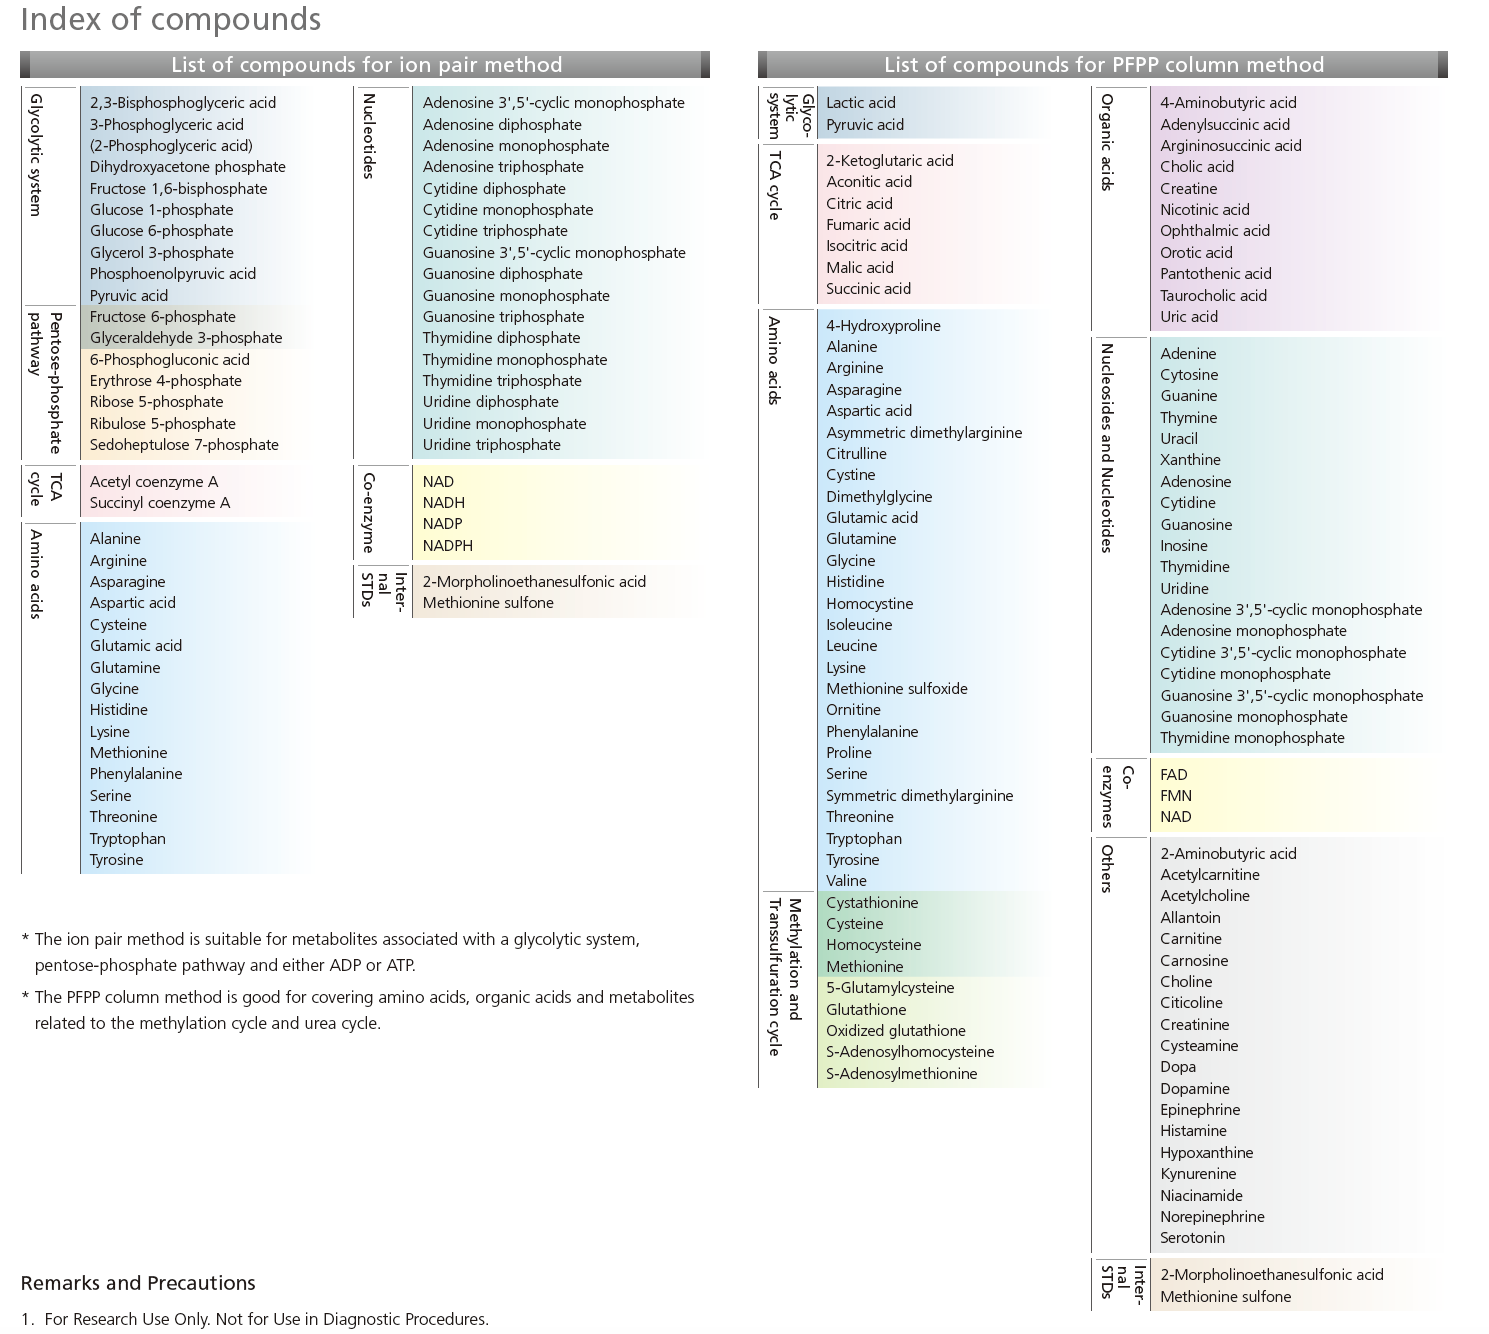 Index of compounds
List of compounds for ion pair method
Glycolytic system
2,3-Bisphosphoglyceric acid
3-Phosphoglyceric acid
(2-Phosphoglyceric acid)
Dihydroxyacetone phosphate
Fructose 1,6-bisphosphate
Glucose 1-phosphate
Glucose 6-phosphate
Glycerol 3-phosphate
Phosphoenolpyruvic acid
Pyruvic acid
Pentose-phosphate
pathway
Fructose 6-phosphate
Glyceraldehyde 3-phosphate
6-Phosphogluconic acid
Erythrose 4-phosphate
Ribose 5-phosphate
Ribulose 5-phosphate
Sedoheptulose 7-phosphate
TCA
cycle
Acetyl coenzyme A
Succinyl coenzyme A
Amino acids
Alanine
Arginine
Asparagine
Aspartic acid
Cysteine
Glutamic acid
Glutamine
Glycine
Histidine
Lysine
Methionine
Phenylalanine
Serine
Threonine
Tryptophan
Tyrosine
Nucleotides
Adenosine 3',5'-cyclic monophosphate
Adenosine diphosphate
Adenosine monophosphate
Adenosine triphosphate
Cytidine diphosphate
Cytidine monophosphate
Cytidine triphosphate
Guanosine 3',5'-cyclic monophosphate
Guanosine diphosphate
Guanosine monophosphate
Guanosine triphosphate
Thymidine diphosphate
Thymidine monophosphate
Thymidine triphosphate
Uridine diphosphate
Uridine monophosphate
Uridine triphosphate
Co-enzyme
NAD
NADH
NADP
NADPH
Inter-
nal
STDs
2-Morpholinoethanesulfonic acid
Methionine sulfone
* The ion pair method is suitable for metabolites associated with a glycolytic system,
pentose-phosphate pathway and either ADP or ATP.
* The PFPP column method is good for covering amino acids, organic acids and metabolites
related to the methylation cycle and urea cycle.
List of compounds for PFPP column method
Glyco-
lytic
system
Lactic acid
Pyruvic acid
TCA cycle
2-Ketoglutaric acid
Aconitic acid
Citric acid
Fumaric acid
Isocitric acid
Malic acid
Succinic acid
Amino acids
4-Hydroxyproline
Alanine
Arginine
Asparagine
Aspartic acid
Asymmetric dimethylarginine
Citrulline
Cystine
Dimethylglycine
Glutamic acid
Glutamine
Glycine
Histidine
Homocystine
Isoleucine
Leucine
Lysine
Methionine sulfoxide
Ornitine
Phenylalanine
Proline
Serine
Symmetric dimethylarginine
Threonine
Tryptophan
Tyrosine
Valine
Methylation and
Transsulfuration cycle
Cystathionine
Cysteine
Homocysteine
Methionine
5-Glutamylcysteine
Glutathione
Oxidized glutathione
S-Adenosylhomocysteine
S-Adenosylmethionine
Organic acids
4-Aminobutyric acid
Adenylsuccinic acid
Argininosuccinic acid
Cholic acid
Creatine
Nicotinic acid
Ophthalmic acid
Orotic acid
Pantothenic acid
Taurocholic acid
Uric acid
Nucleosides and Nucleotides
Adenine
Cytosine
Guanine
Thymine
Uracil
Xanthine
Adenosine
Cytidine
Guanosine
Inosine
Thymidine
Uridine
Adenosine 3',5'-cyclic monophosphate
Adenosine monophosphate
Cytidine 3',5'-cyclic monophosphate
Cytidine monophosphate
Guanosine 3',5'-cyclic monophosphate
Guanosine monophosphate
Thymidine monophosphate
Co-
enzymes
FAD
FMN
NAD
Others
2-Aminobutyric acid
Acetylcarnitine
Acetylcholine
Allantoin
Carnitine
Carnosine
Choline
Citicoline
Creatinine
Cysteamine
Dopa
Dopamine
Epinephrine
Histamine
Hypoxanthine
Kynurenine
Niacinamide
Norepinephrine
Serotonin
Inter-
nal
STDs
2-Morpholinoethanesulfonic acid
Methionine sulfone
Remarks and Precautions
1. For Research Use Only. Not for Use in Diagnostic Procedures.